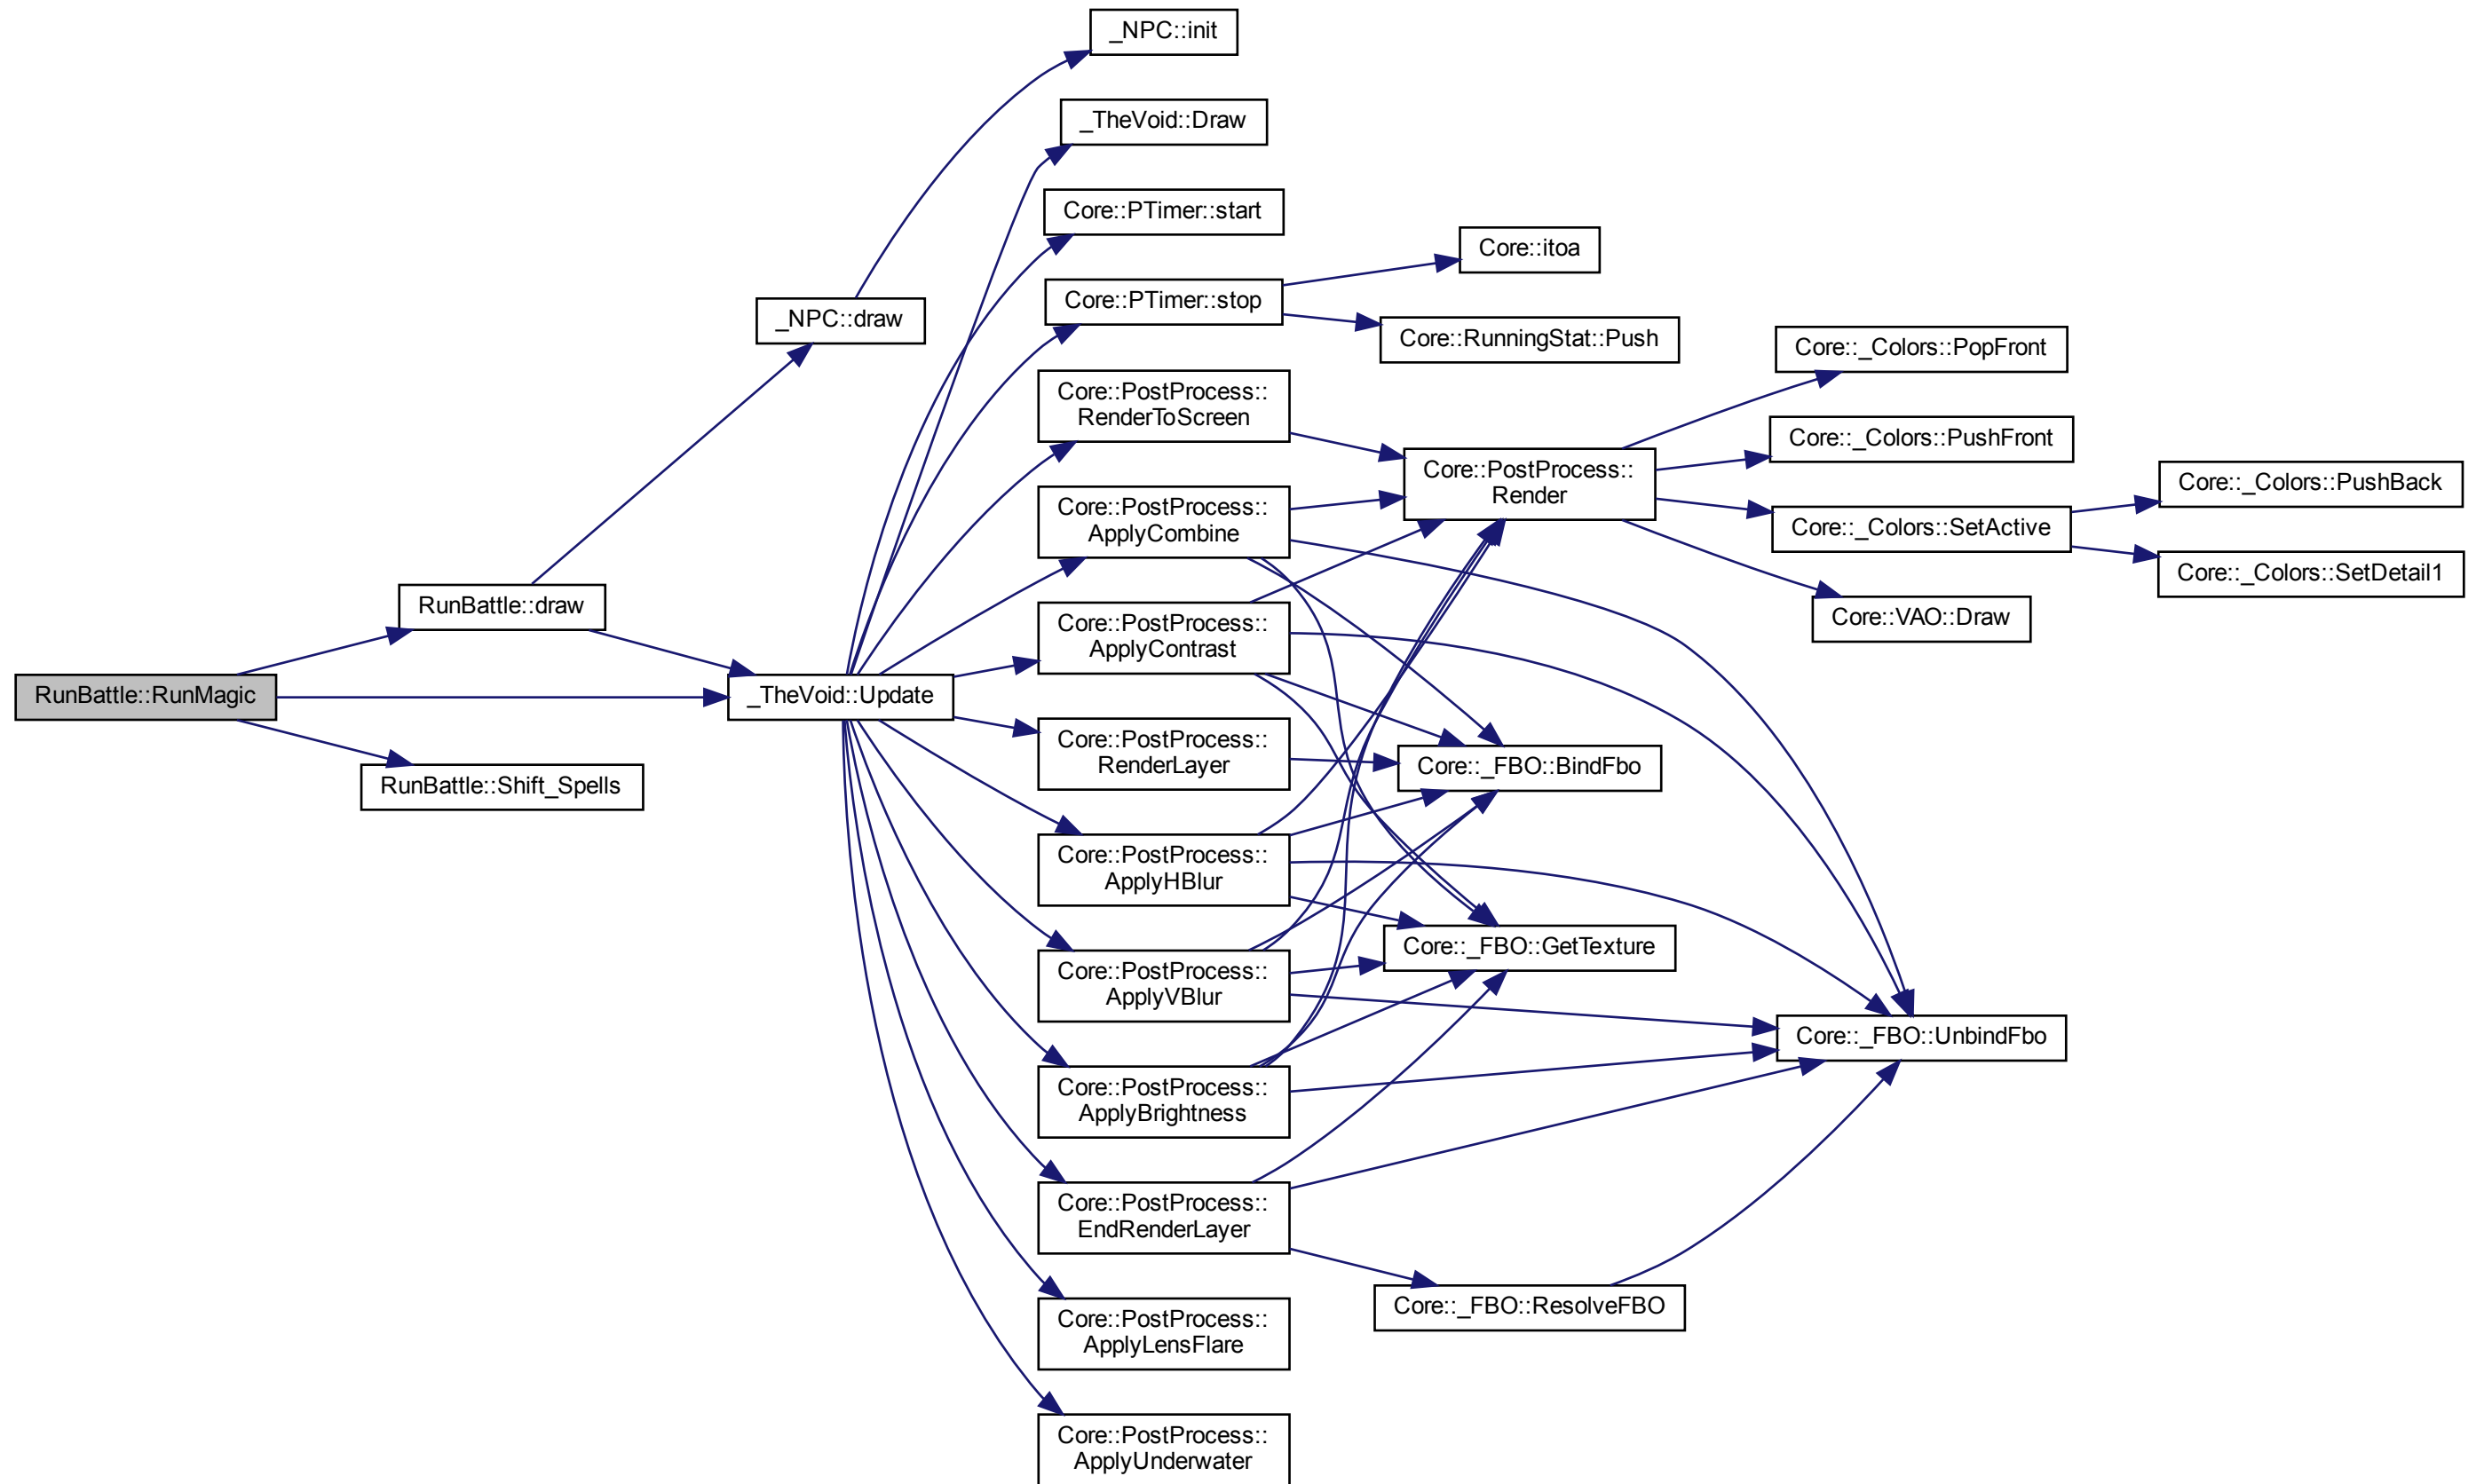 _NPC::init
_TheVoid::Draw
Core::PTimer::start
Core::itoa
_NPC::draw
Core::PTimer::stop
Core::RunningStat::Push
Core::_Colors::PopFront
Core::PostProcess::
RenderToScreen
Core::_Colors::PushFront
Core::PostProcess::
Render
Core::_Colors::PushBack
Core::PostProcess::
ApplyCombine
Core::_Colors::SetActive
Core::_Colors::SetDetail1
RunBattle::draw
Core::VAO::Draw
Core::PostProcess::
ApplyContrast
RunBattle::RunMagic
_TheVoid::Update
Core::PostProcess::
RenderLayer
Core::_FBO::BindFbo
RunBattle::Shift_Spells
Core::PostProcess::
ApplyHBlur
Core::_FBO::GetTexture
Core::PostProcess::
ApplyVBlur
Core::_FBO::UnbindFbo
Core::PostProcess::
ApplyBrightness
Core::PostProcess::
EndRenderLayer
Core::_FBO::ResolveFBO
Core::PostProcess::
ApplyLensFlare
Core::PostProcess::
ApplyUnderwater